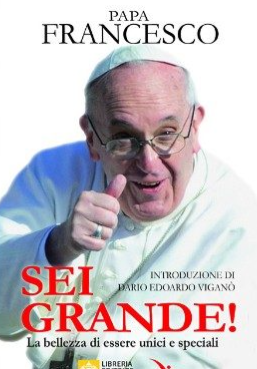 PAPA
FRANCESCO
SEI
INTRODUZIONE DI
DARIO EDOARDO VIGANÒ
GRANDE!
La bellezza di essere unici e speciali
LIBRERIA